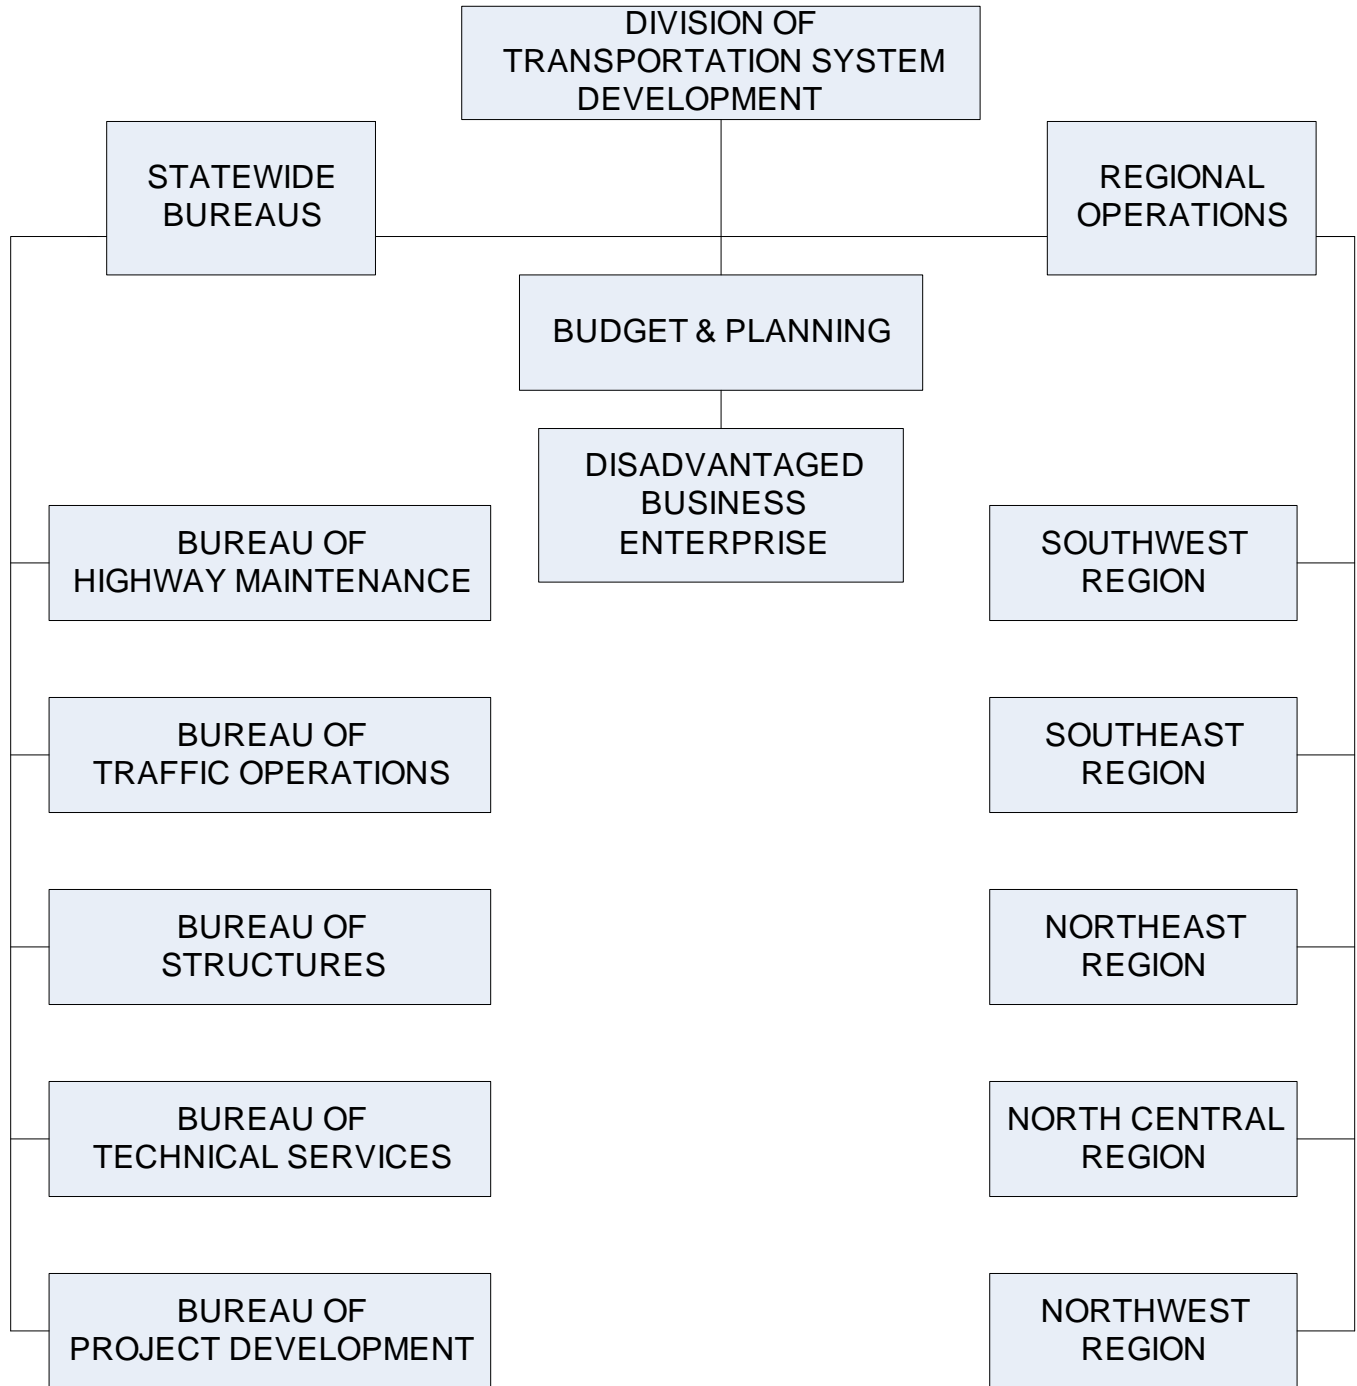 DIVISION OF
TRANSPORTATION SYSTEM
DEVELOPMENT
STATEWIDE
BUREAUS
REGIONAL
OPERATIONS
BUDGET & PLANNING
DISADVANTAGED
BUSINESS
ENTERPRISE
BUREAU OF
HIGHWAY MAINTENANCE
BUREAU OF
TRAFFIC OPERATIONS
BUREAU OF
STRUCTURES
BUREAU OF
TECHNICAL SERVICES
BUREAU OF
PROJECT DEVELOPMENT
SOUTHWEST
REGION
SOUTHEAST
REGION
NORTHEAST
REGION
NORTH CENTRAL
REGION
NORTHWEST
REGION